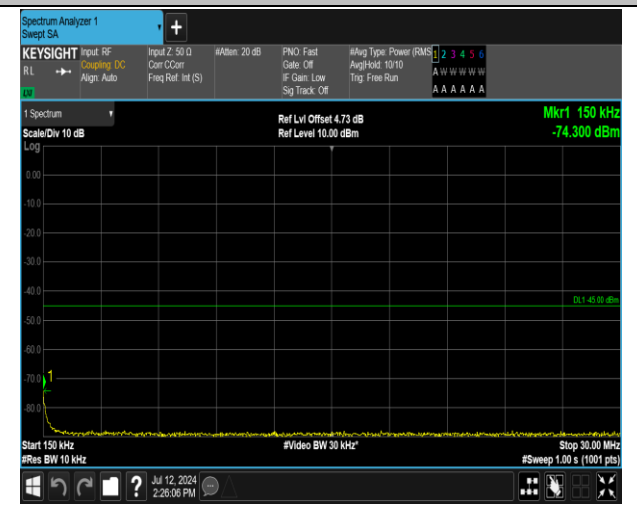 Spectrum Analyzer 1
Swept SA
+
KEYSIGHT
RL
Input: RF
Coupling: DC
Align: Auto
Input Z: 50 Ω
Corr CCorr
Freq Ref: Int (S)
#Atten: 20 dB
PNO: Fast
Gate: Off
IF Gain: Low
Sig Track: Off
#Avg Type: Power (RMS
Avg|Hold: 10/10
Trig: Free Run
1 2 3 4 5 6
A W W W W W
A A A A A A
1 Spectrum
Scale/Div 10 dB
Ref Lvl Offset 4.73 dB
Ref Level 10.00 dBm
Mkr1 150 kHz
-74.300 dBm
Log
0.00
-10.0
-20.0
-30.0
-40.0
DL1 -45.00 dBm
-50.0
-60.0
-70.0
1
-80.0
Start 150 kHz
#Video BW 30 kHz*
Stop 30.00 MHz
#Res BW 10 kHz
#Sweep 1.00 s (1001 pts)
?
Jul 12, 2024
2:26:06 PM